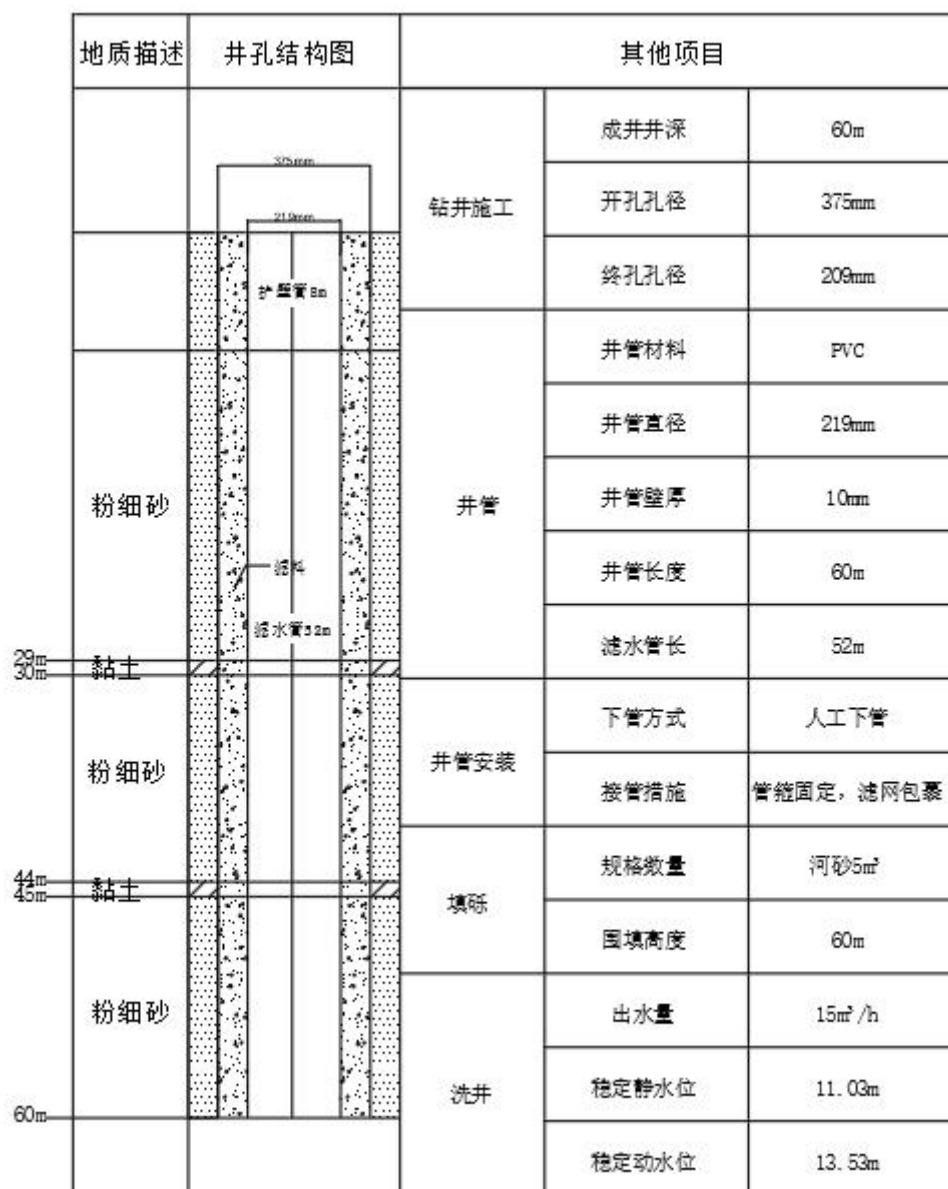 地质描述 井孔结构图 其他项目
钻井施工 成井井深 60m
开孔孔径 375mm
终孔孔径 209mm
井管 井管材料 PVC
井管直径 219mm
井管壁厚 10mm
井管长度 60m
滤水管长 52m
井管安装 下管方式 人工下管
接管措施 管箍固定，滤网包裹
填砾 规格数量 河砂5m³
围填高度 60m
洗井 出水量 15m³/h
稳定静水位 11.03m
稳定动水位 13.53m
375mm
219mm
护壁管8m
粉细砂
滤料
滤水管52m
29m
黏土
30m
粉细砂
44m
黏土
45m
粉细砂
60m